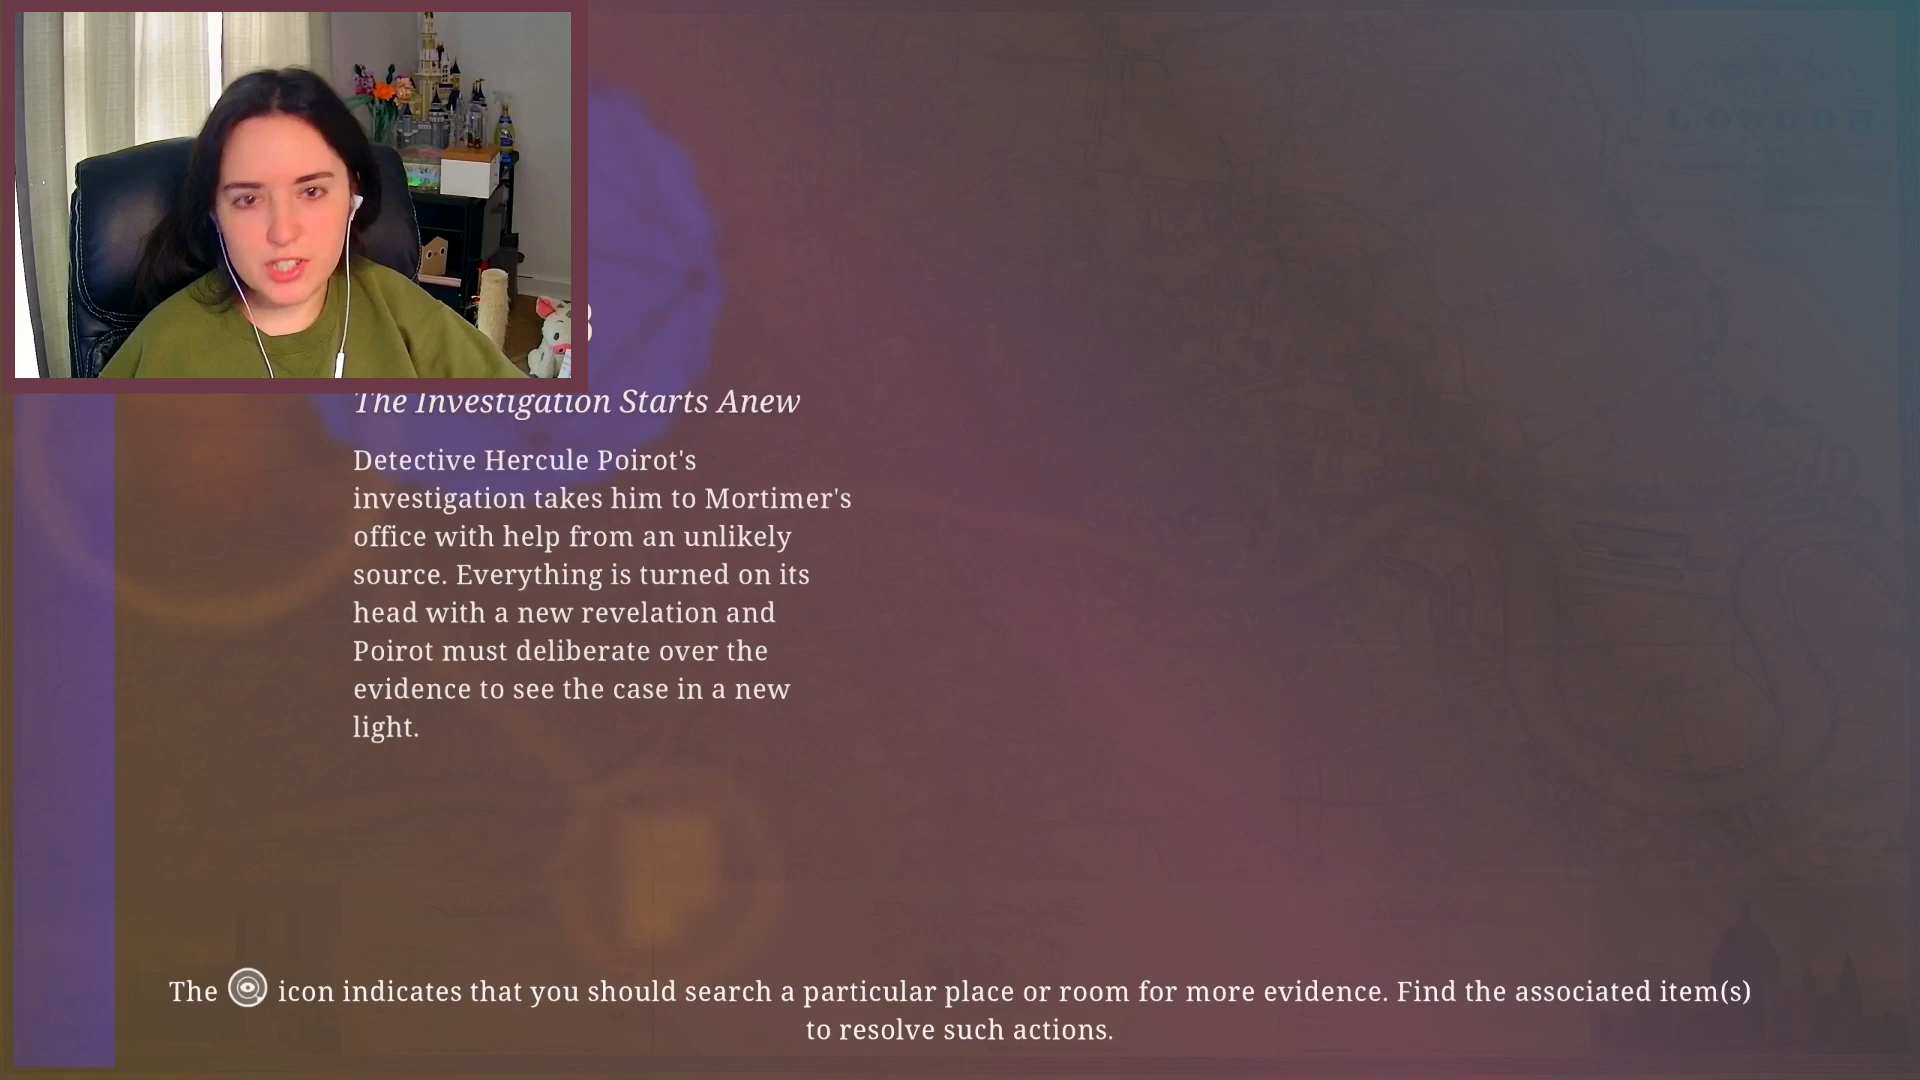 LONDON
The Investigation Starts Anew
Detective Hercule Poirot's
investigation takes him to Mortimer's
office with help from an unlikely
source. Everything is turned on its
head with a new revelation and
Poirot must deliberate over the
evidence to see the case in a new
light.
The icon indicates that you should search a particular place or room for more evidence. Find the associated item(s)
to resolve such actions.